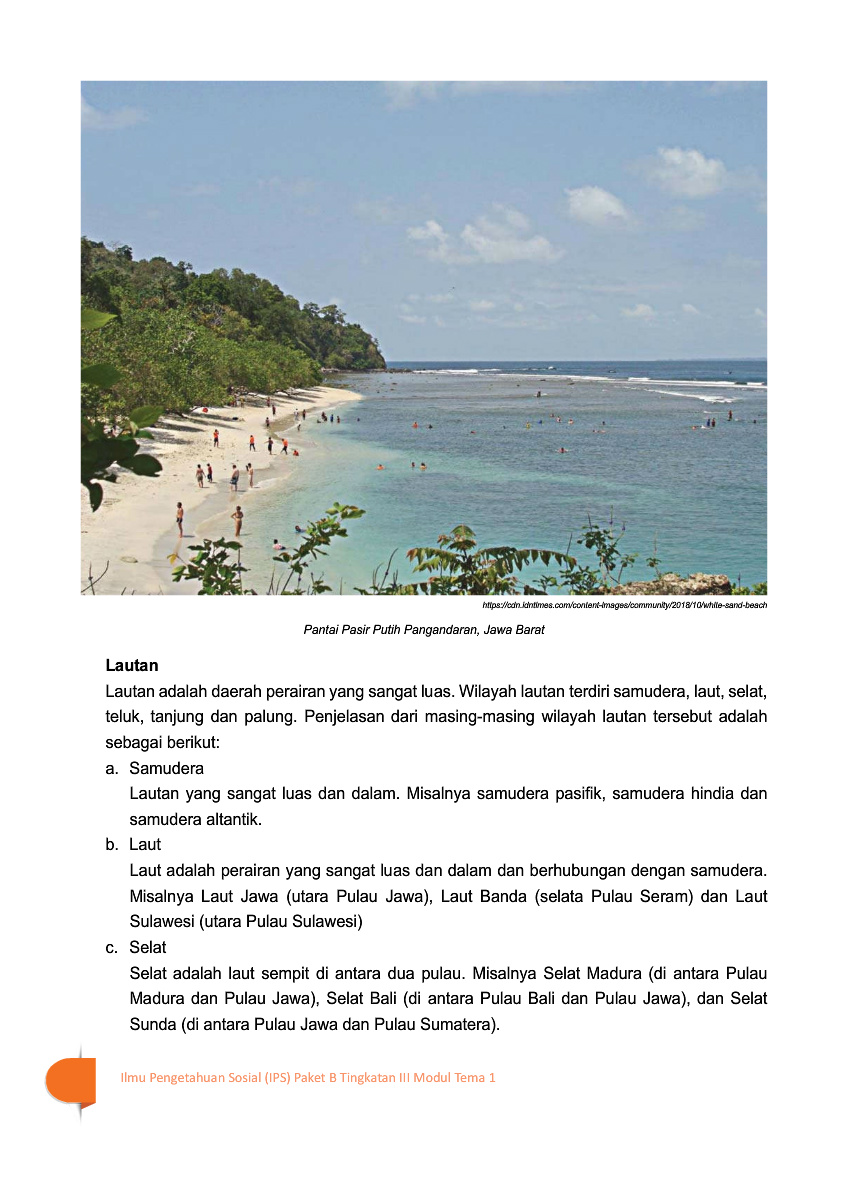 https://cdn.idntimes.com/content-images/community/2018/10/white-sand-beach
Pantai Pasir Putih Pangandaran, Jawa Barat
Lautan
Lautan adalah daerah perairan yang sangat luas. Wilayah lautan terdiri samudera, laut, selat,
teluk, tanjung dan palung. Penjelasan dari masing-masing wilayah lautan tersebut adalah
sebagai berikut:
a. Samudera
Lautan yang sangat luas dan dalam. Misalnya samudera pasifik, samudera hindia dan
samudera altantik.
b. Laut
Laut adalah perairan yang sangat luas dan dalam dan berhubungan dengan samudera.
Misalnya Laut Jawa (utara Pulau Jawa), Laut Banda (selata Pulau Seram) dan Laut
Sulawesi (utara Pulau Sulawesi)
c. Selat
Selat adalah laut sempit di antara dua pulau. Misalnya Selat Madura (di antara Pulau
Madura dan Pulau Jawa), Selat Bali (di antara Pulau Bali dan Pulau Jawa), dan Selat
Sunda (di antara Pulau Jawa dan Pulau Sumatera).
Ilmu Pengetahuan Sosial (IPS) Paket B Tingkatan III Modul Tema 1